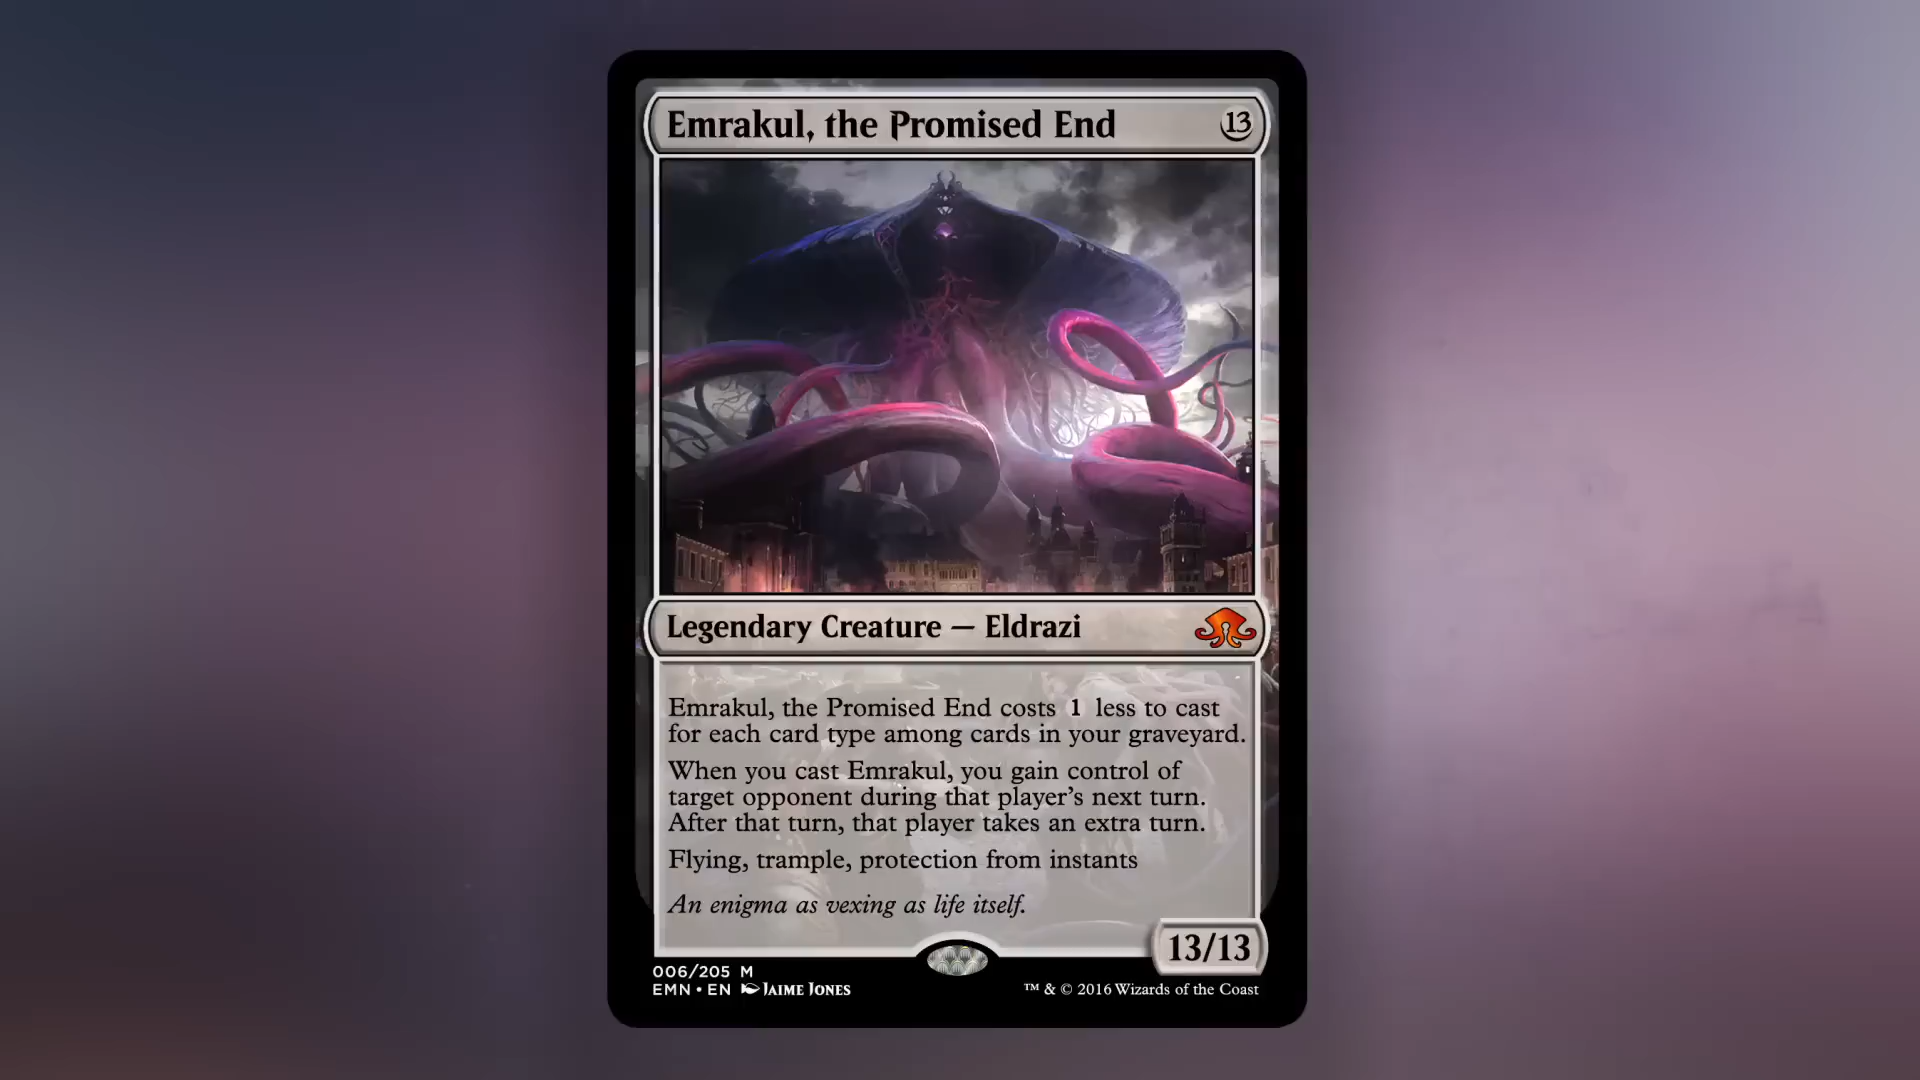 Emrakul, the Promised End
13
Legendary Creature — Eldrazi
Emrakul, the Promised End costs 1 less to cast
for each card type among cards in your graveyard.
When you cast Emrakul, you gain control of
target opponent during that player's next turn.
After that turn, that player takes an extra turn.
Flying, trample, protection from instants
An enigma as vexing as life itself.
13/13
006/205 M
EMN • EN JAIME JONES
™ & © 2016 Wizards of the Coast